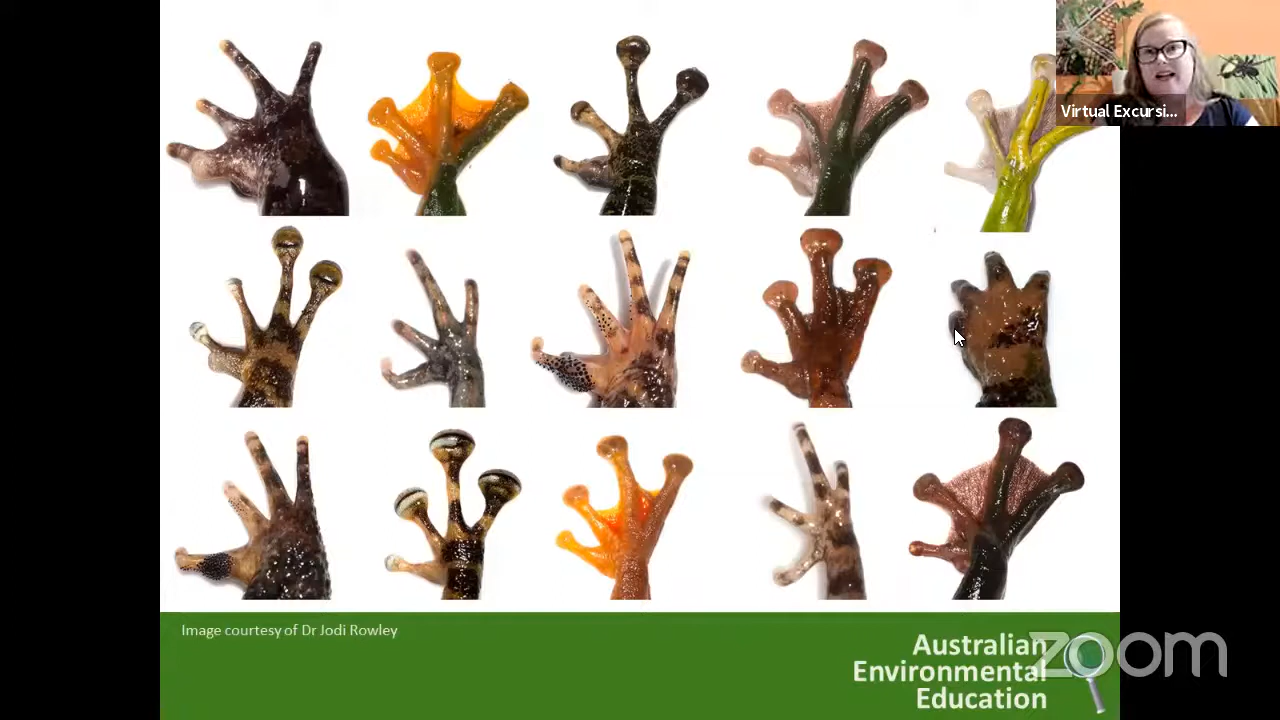 Virtual Excursi...
Image courtesy of Dr Jodi Rowley
Australian
Environmental
Education
zoom